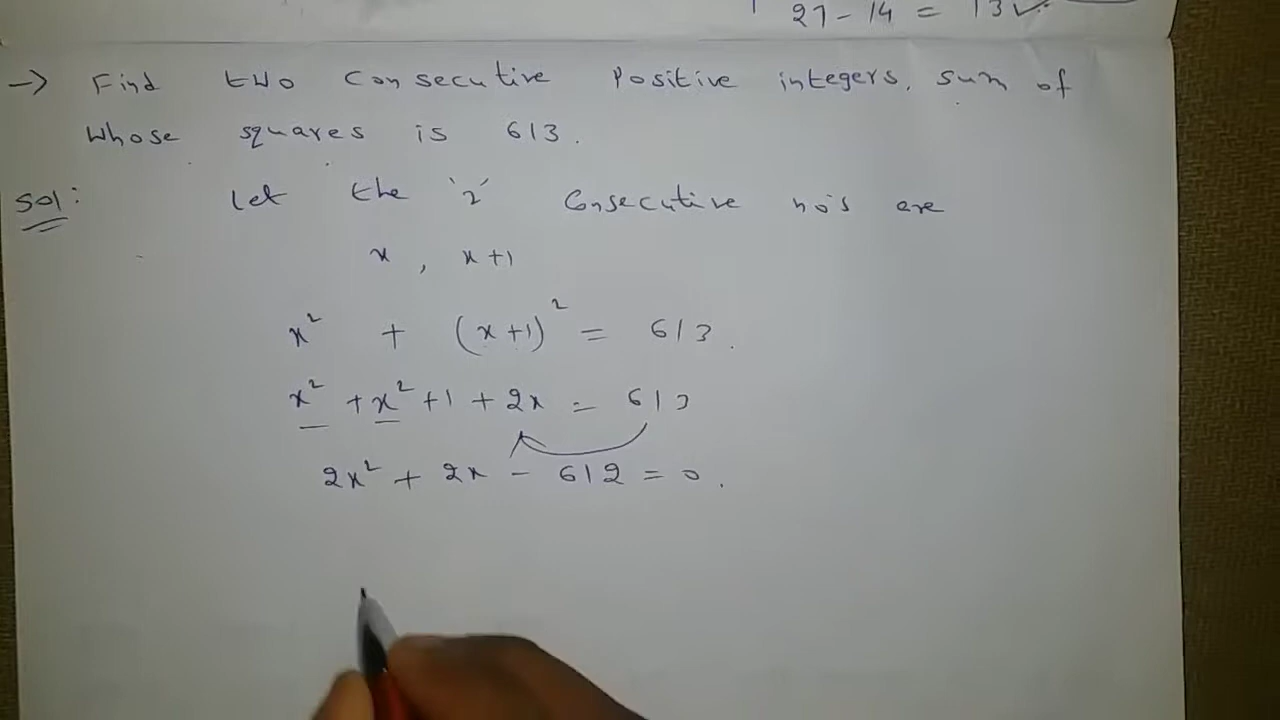 27 - 14 = 13 ✓
→ Find two Consecutive Positive integers, sum of
Whose squares is 613.
Sol: Let the '2' Consecutive no's are
x , x+1
x² + (x+1)² = 613.
x² + x² + 1 + 2x = 613
2x² + 2x - 612 = 0.